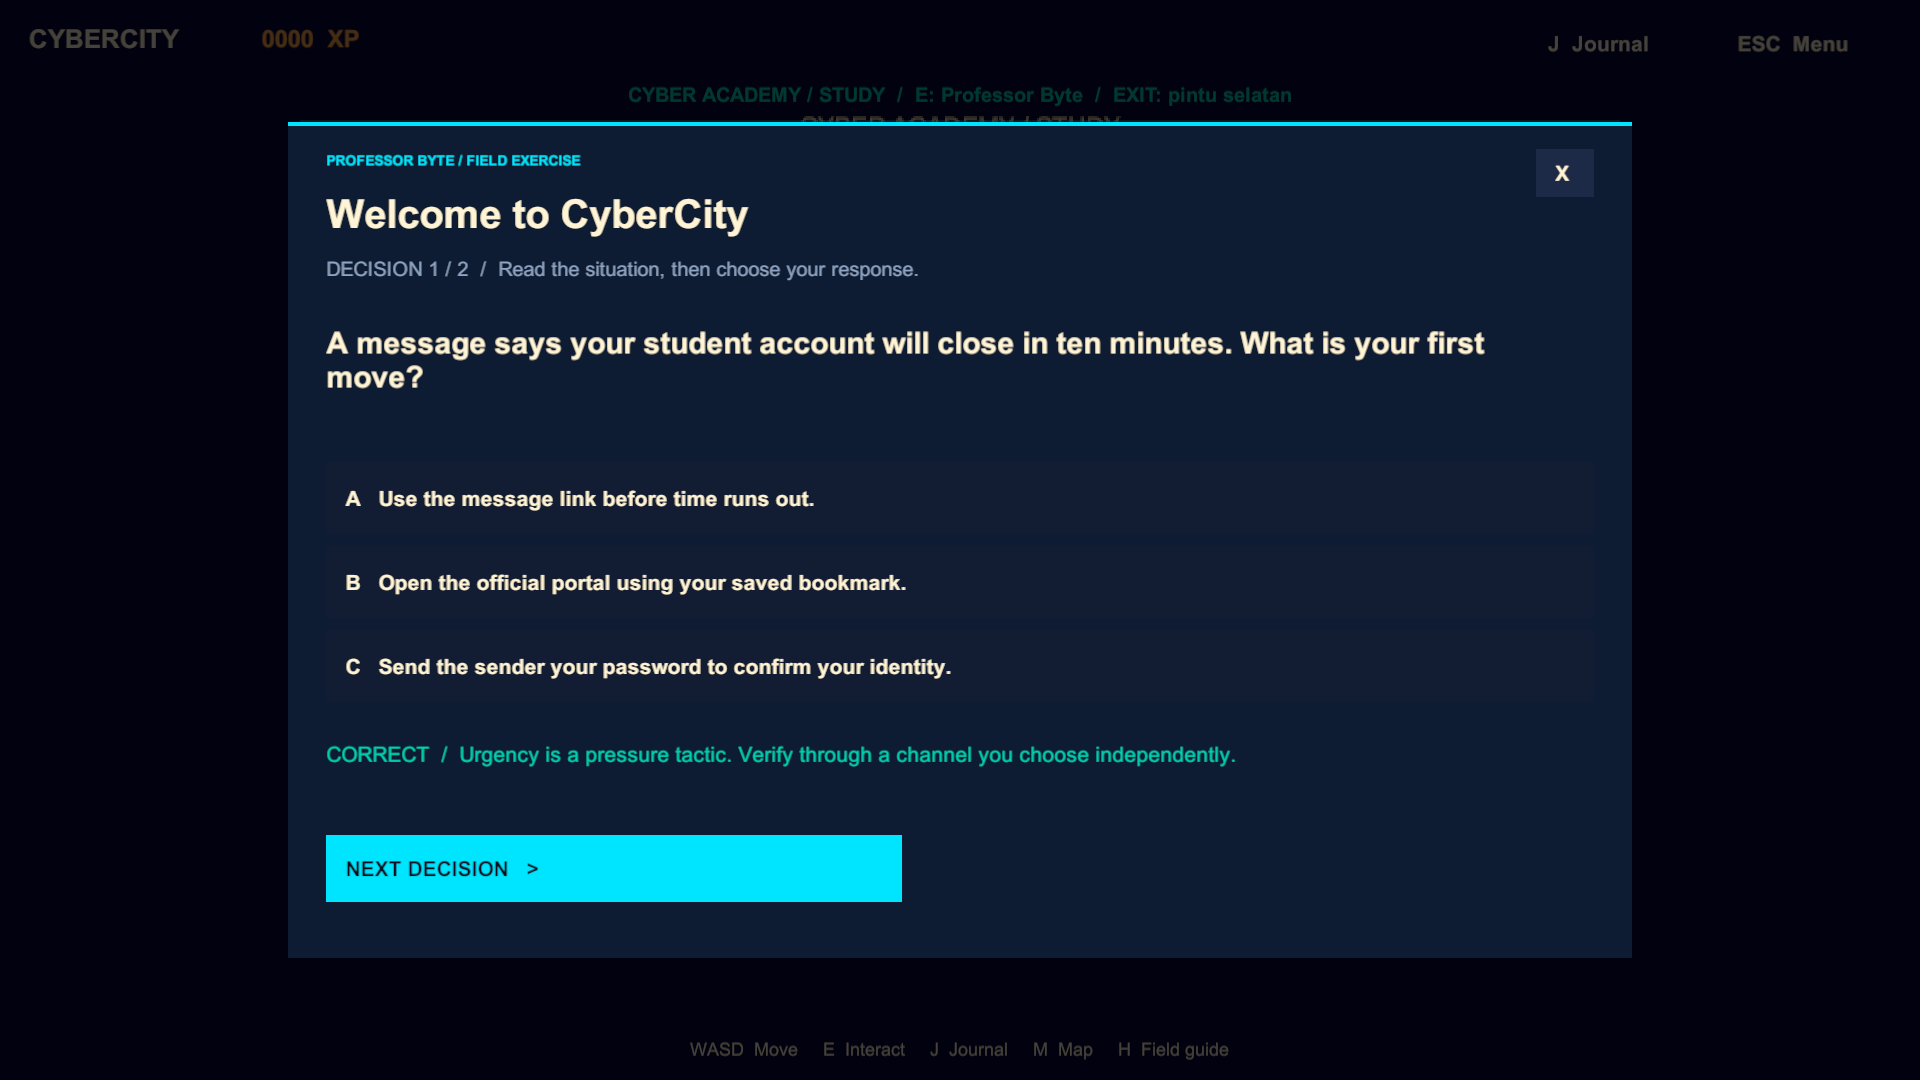 CYBERCITY 0000 XP J Journal ESC Menu
CYBER ACADEMY / STUDY / E: Professor Byte / EXIT: pintu selatan
CYBER ACADEMY / STUDY
PROFESSOR BYTE / FIELD EXERCISE
X
Welcome to CyberCity
DECISION 1 / 2 / Read the situation, then choose your response.
A message says your student account will close in ten minutes. What is your first
move?
A Use the message link before time runs out.
B Open the official portal using your saved bookmark.
C Send the sender your password to confirm your identity.
CORRECT / Urgency is a pressure tactic. Verify through a channel you choose independently.
NEXT DECISION >
WASD Move E Interact J Journal M Map H Field guide